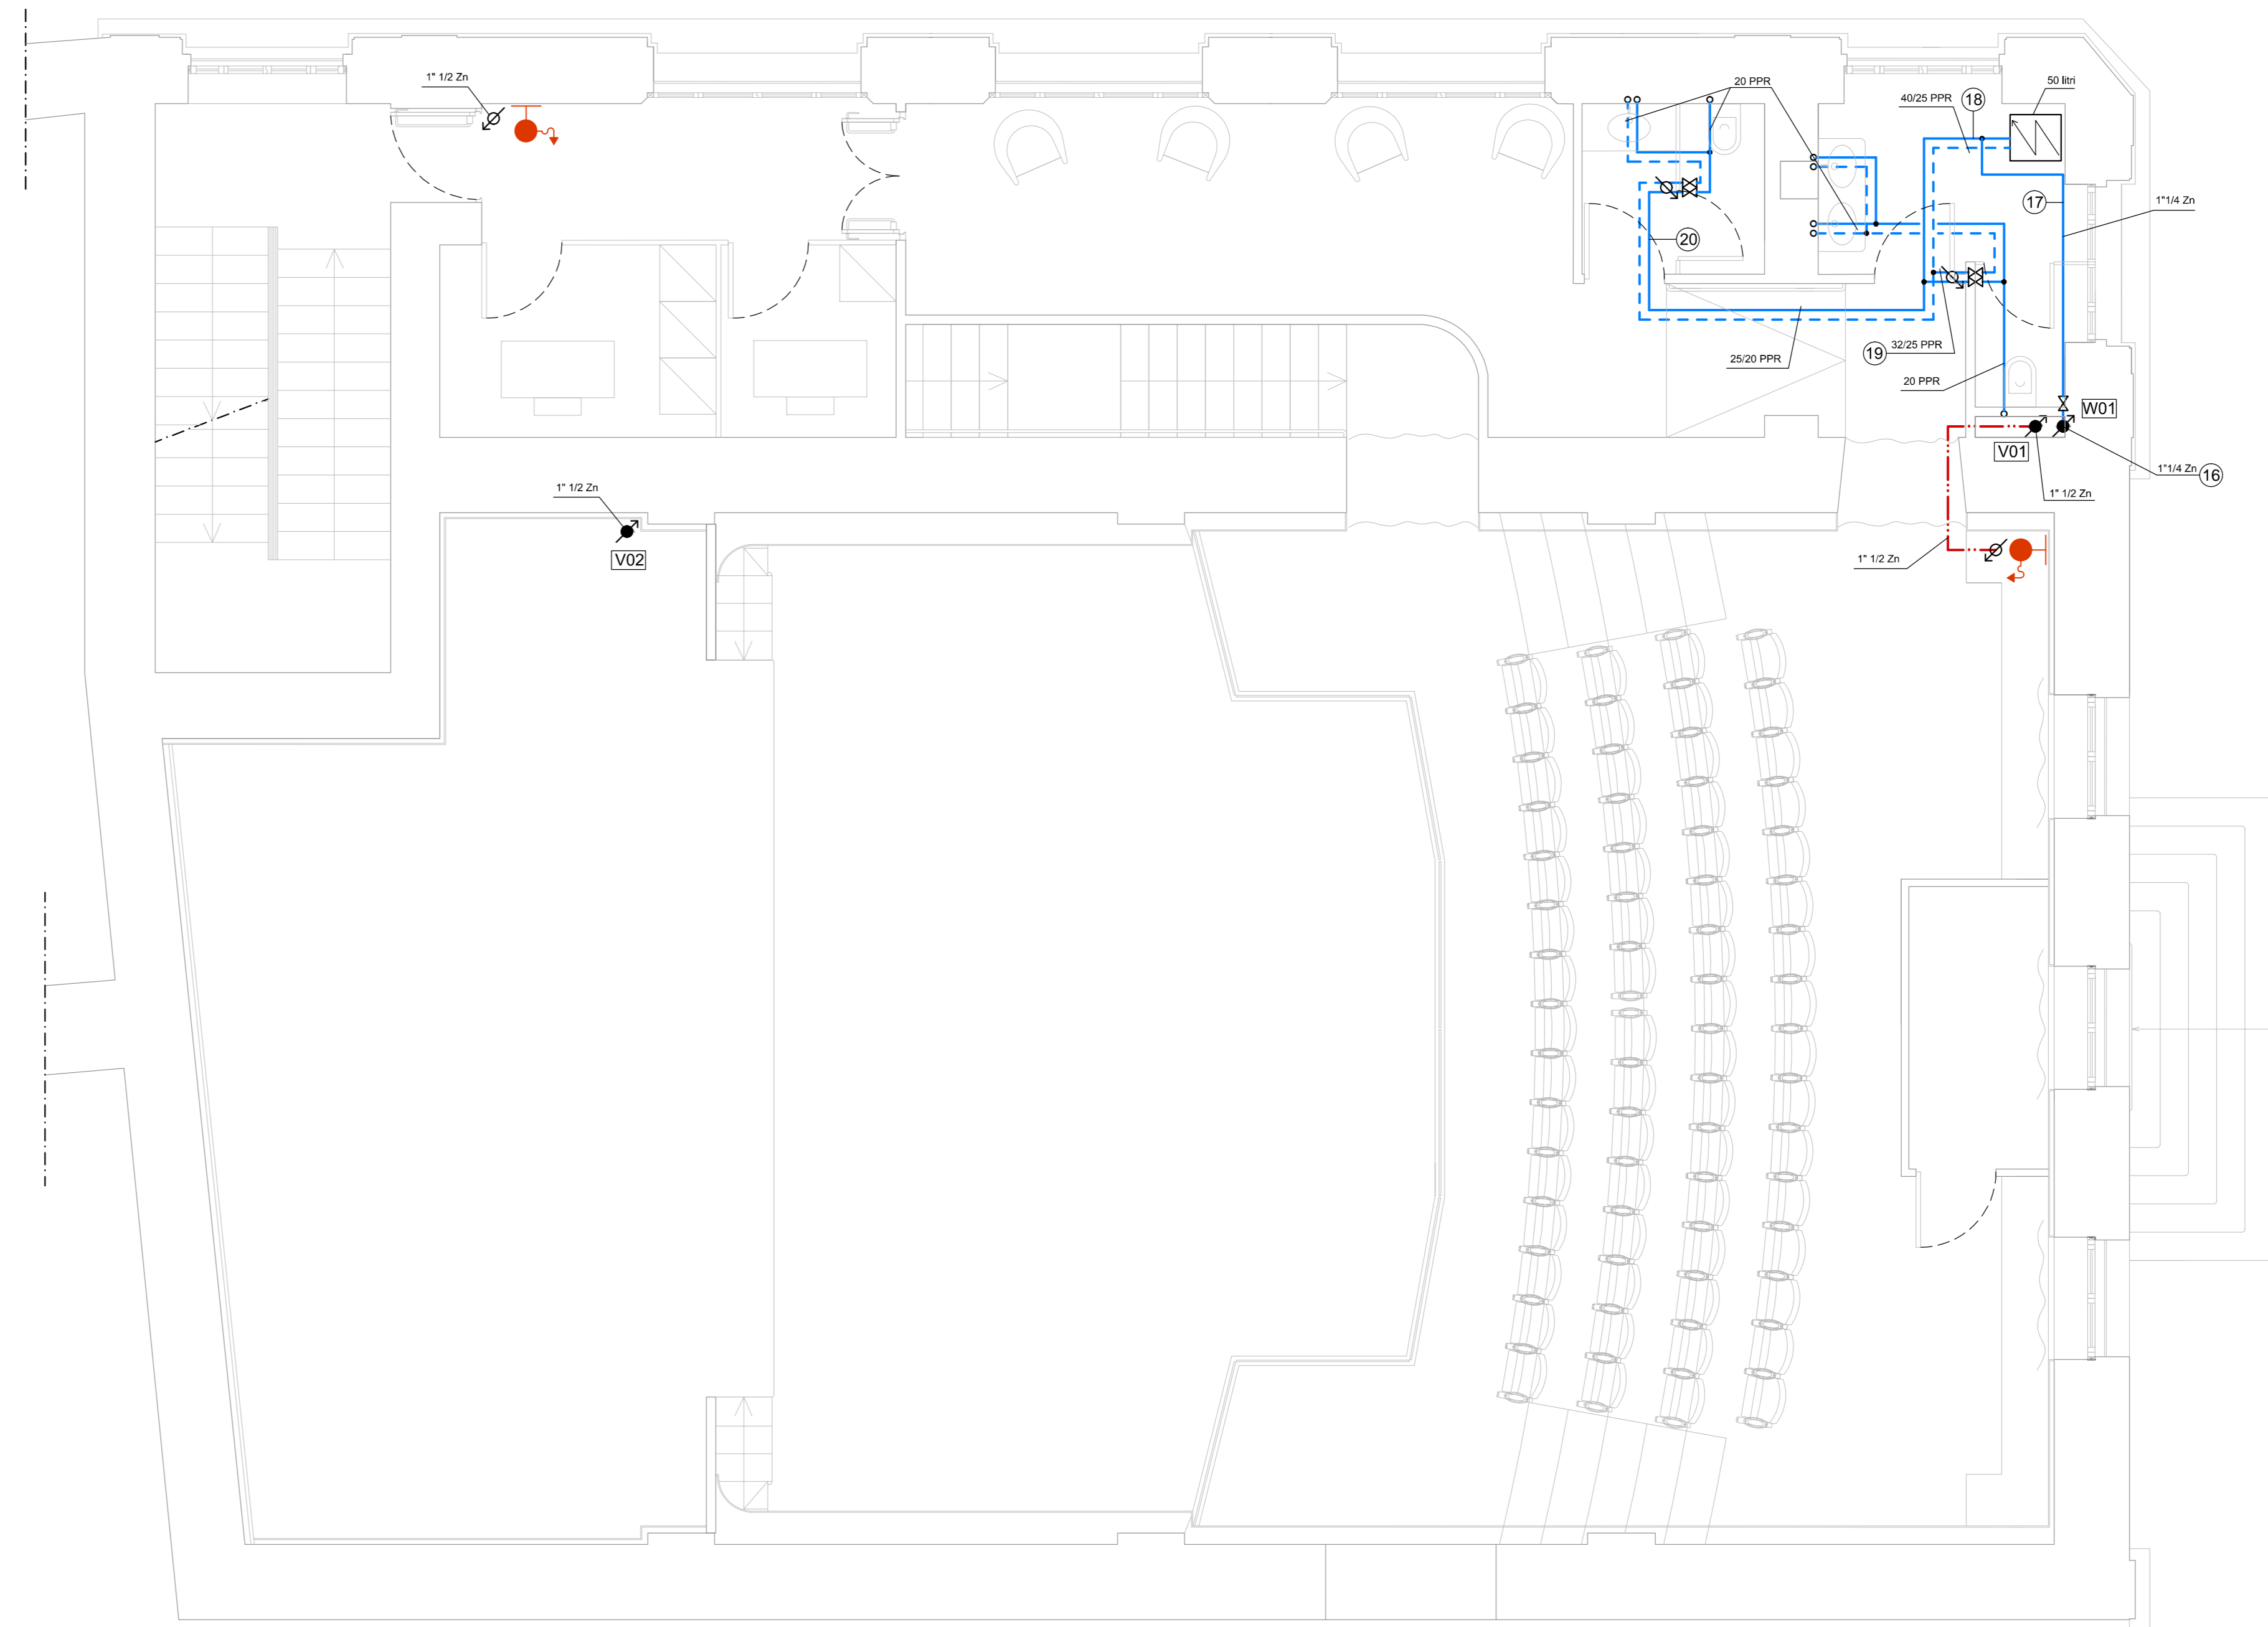 1" 1/2 Zn
20 PPR
50 litri
40/25 PPR
18
17
1"1/4 Zn
20
25/20 PPR
19
32/25 PPR
20 PPR
W01
V01
1"1/4 Zn
16
1" 1/2 Zn
1" 1/2 Zn
V02
1" 1/2 Zn